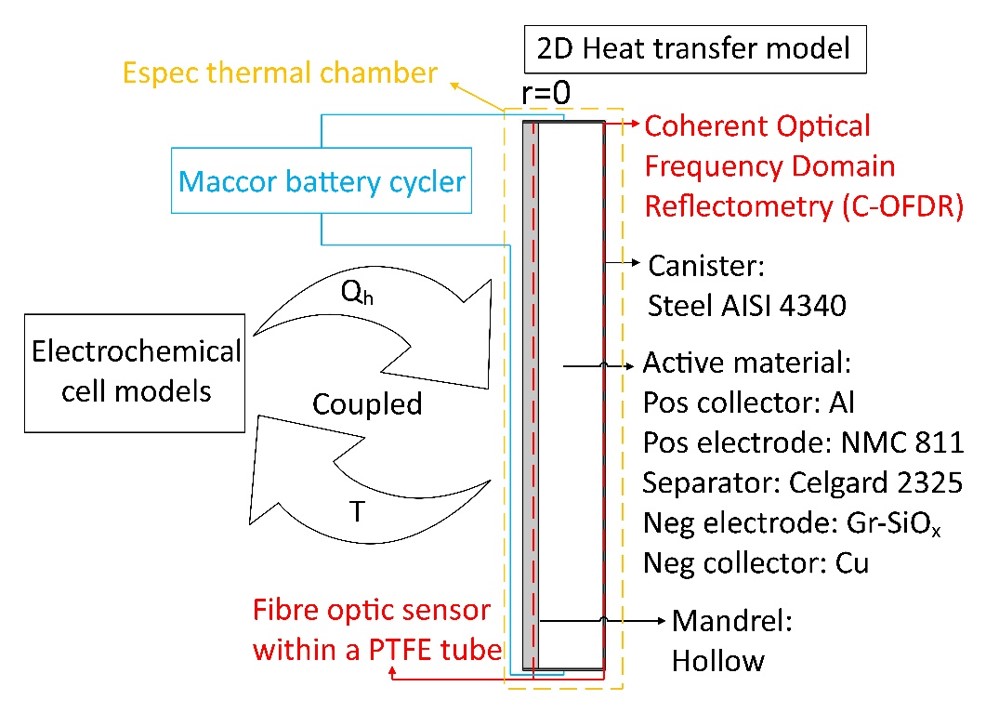 2D Heat transfer model
Espec thermal chamber
r=0
Maccor battery cycler
Coherent Optical
Frequency Domain
Reflectometry (C-OFDR)
Canister:
Steel AISI 4340
Qₕ
Electrochemical
cell models
Coupled
T
Active material:
Pos collector: Al
Pos electrode: NMC 811
Separator: Celgard 2325
Neg electrode: Gr-SiOₓ
Neg collector: Cu
Fibre optic sensor
within a PTFE tube
Mandrel:
Hollow